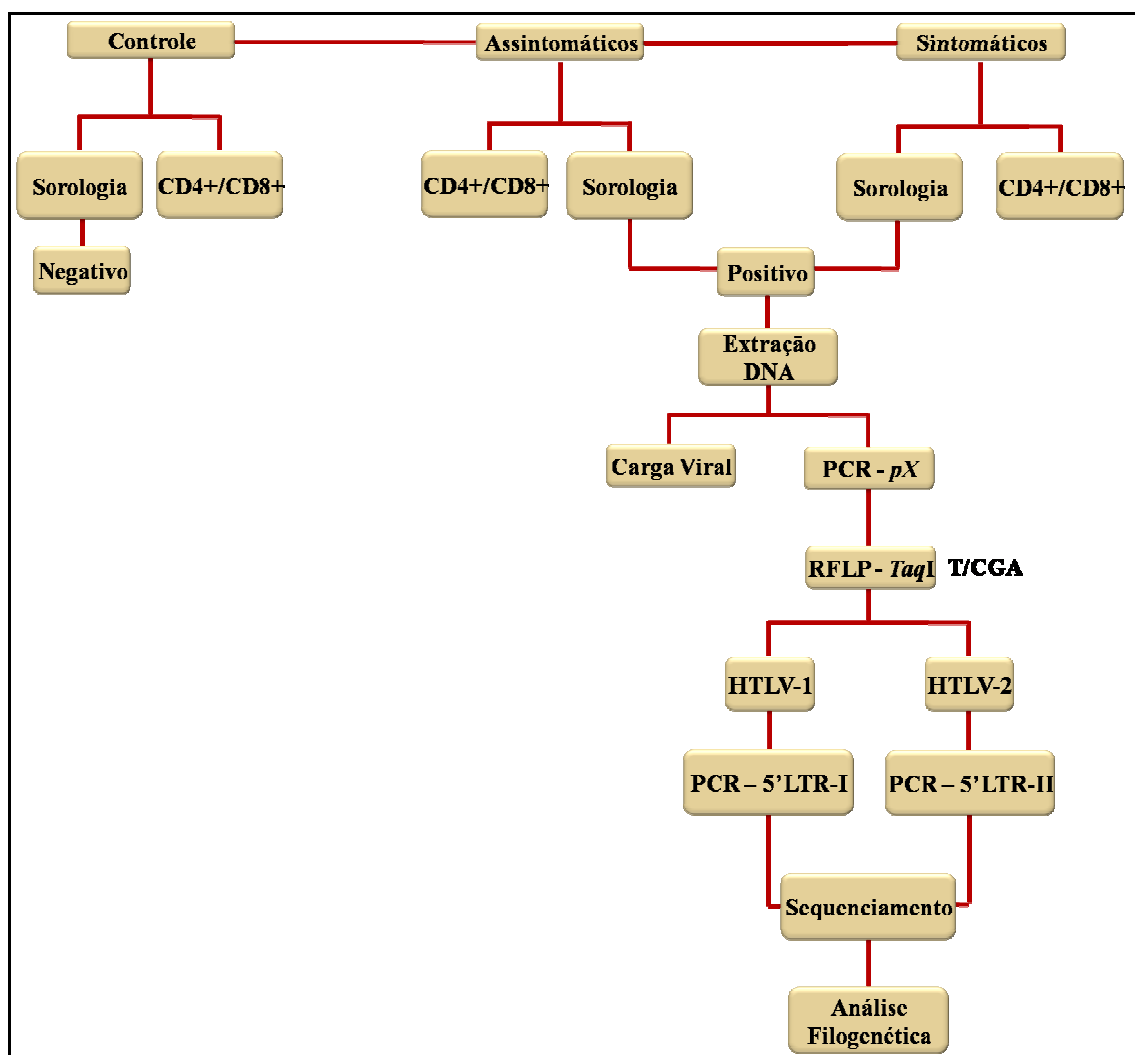 Controle
Assintomáticos
Sintomáticos
Sorologia
CD4+/CD8+
CD4+/CD8+
Sorologia
Sorologia
CD4+/CD8+
Negativo
Positivo
Extração
DNA
Carga Viral
PCR - pX
RFLP - TaqI T/CGA
HTLV-1
HTLV-2
PCR – 5’LTR-I
PCR – 5’LTR-II
Sequenciamento
Análise
Filogenética